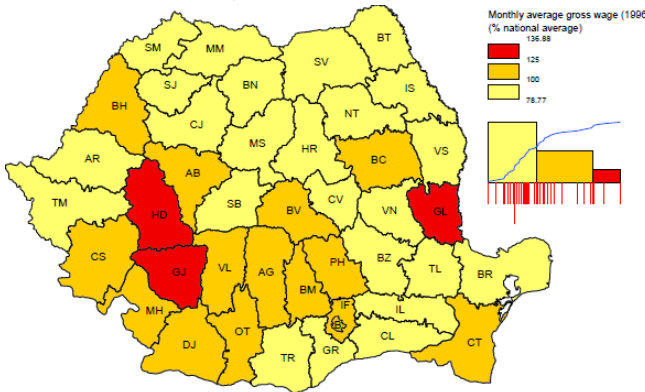 Monthly average gross wage (1996
(% national average)
136.88
125
100
78.77
SM
MM
BT
SV
SJ
BN
IS
BH
NT
CJ
MS
HR
AR
AB
BC
VS
TM
HD
SB
BV
CV
VN
GL
CS
GJ
VL
AG
PH
BZ
TL
BR
BM
MH
IF
B
IL
DJ
OT
CL
CT
TR
GR